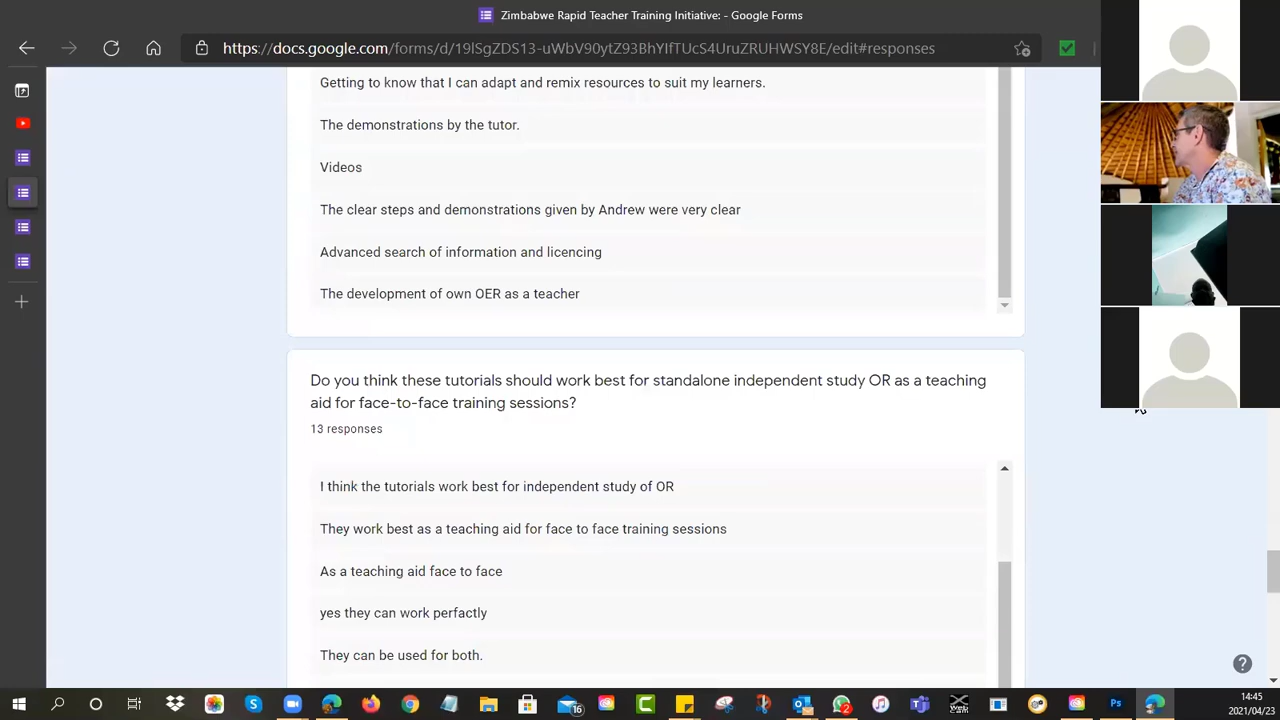 Zimbabwe Rapid Teacher Training Initiative: - Google Forms
https://docs.google.com/forms/d/19lSgZDS13-uWbV90ytZ93BhYIfTUcS4UruZRUHWSY8E/edit#responses
Getting to know that I can adapt and remix resources to suit my learners.
The demonstrations by the tutor.
Videos
The clear steps and demonstrations given by Andrew were very clear
Advanced search of information and licencing
The development of own OER as a teacher
Do you think these tutorials should work best for standalone independent study OR as a teaching
aid for face-to-face training sessions?
13 responses
I think the tutorials work best for independent study of OR
They work best as a teaching aid for face to face training sessions
As a teaching aid face to face
yes they can work perfactly
They can be used for both.
16
2
14:45
2021/04/23